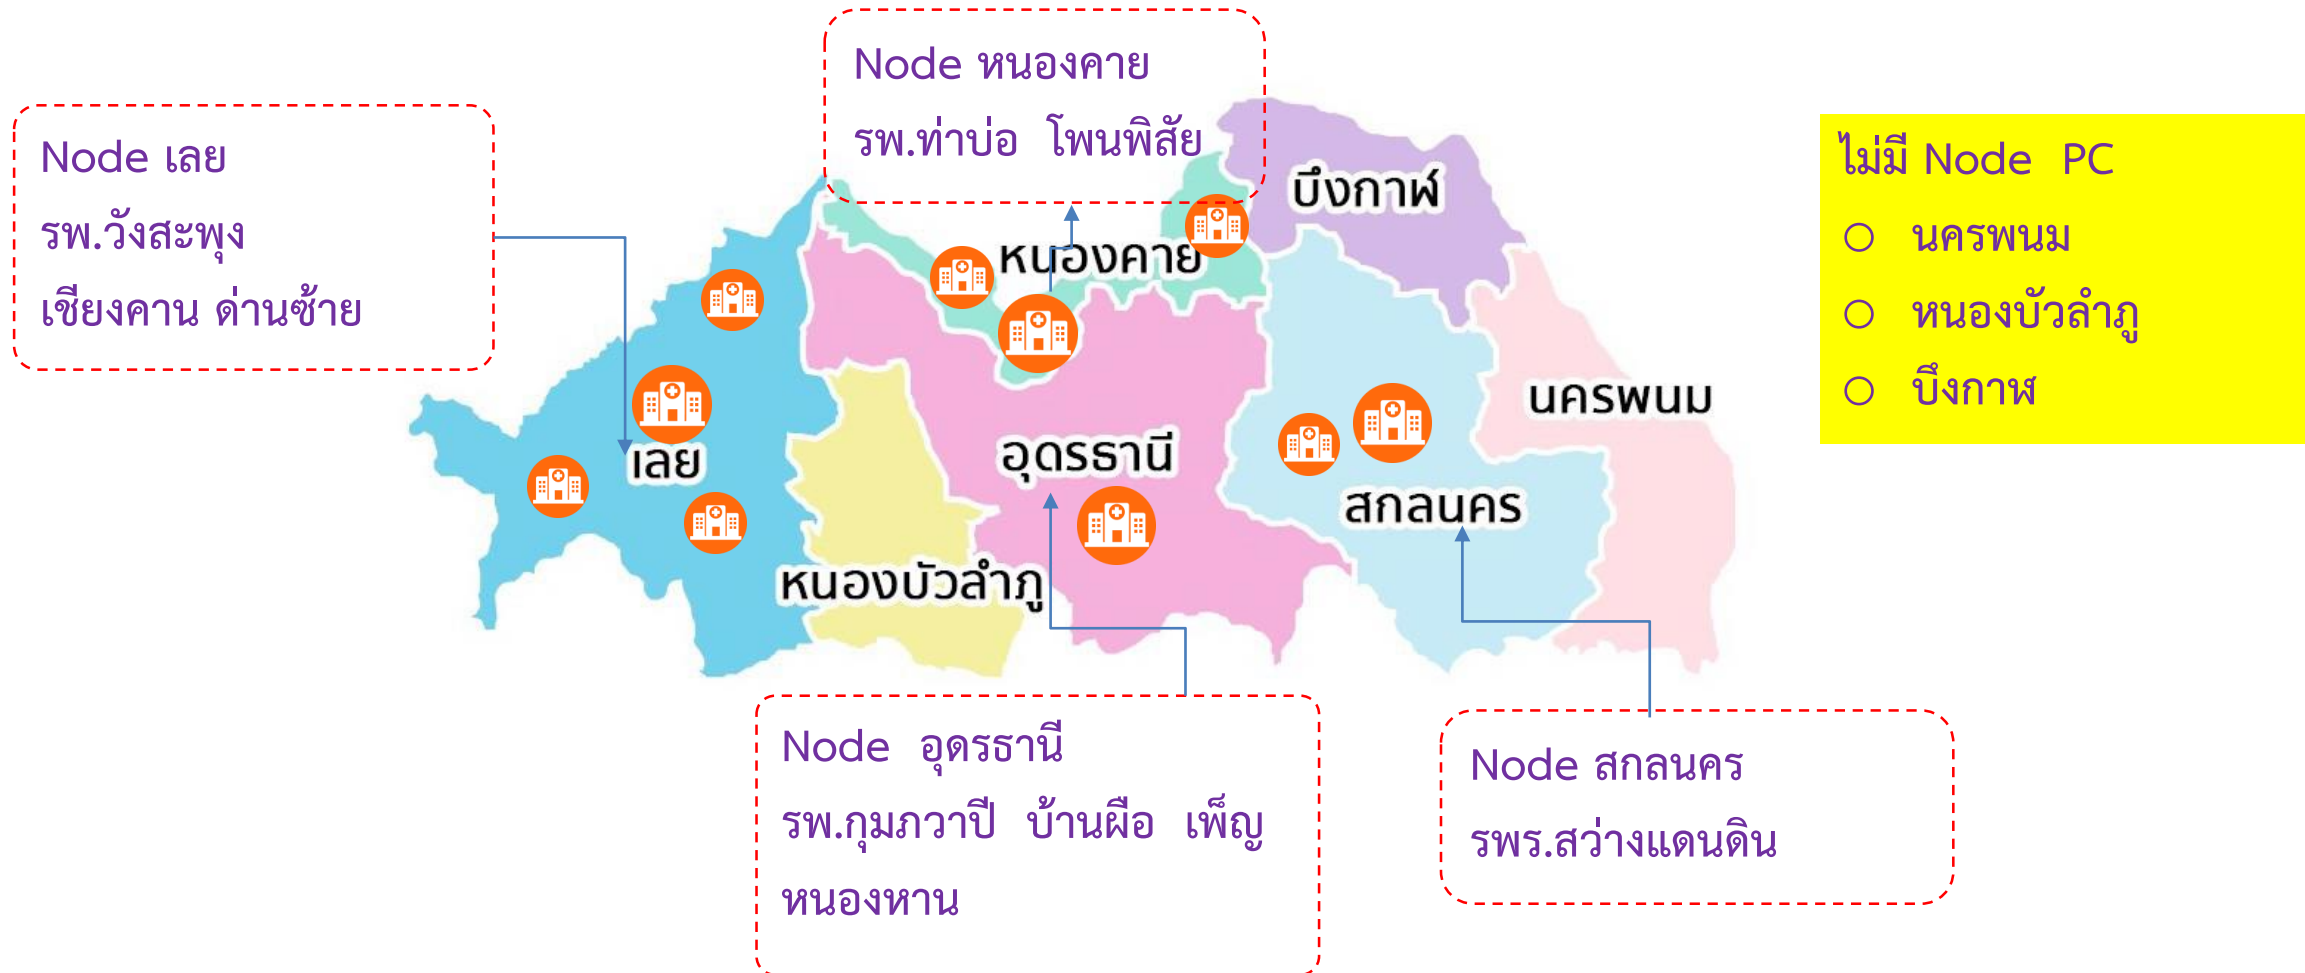 Node หนองคาย
รพ.ท่าบ่อ โพนพิสัย
Node เลย
รพ.วังสะพุง
เชียงคาน ด่านซ้าย
ไม่มี Node PC
○ นครพนม
○ หนองบัวลำภู
○ บึงกาฬ
บึงกาฬ
หนองคาย
นครพนม
เลย
อุดรธานี
สกลนคร
หนองบัวลำภู
Node อุดรธานี
รพ.กุมภวาปี บ้านผือ เพ็ญ
หนองหาน
Node สกลนคร
รพร.สว่างแดนดิน